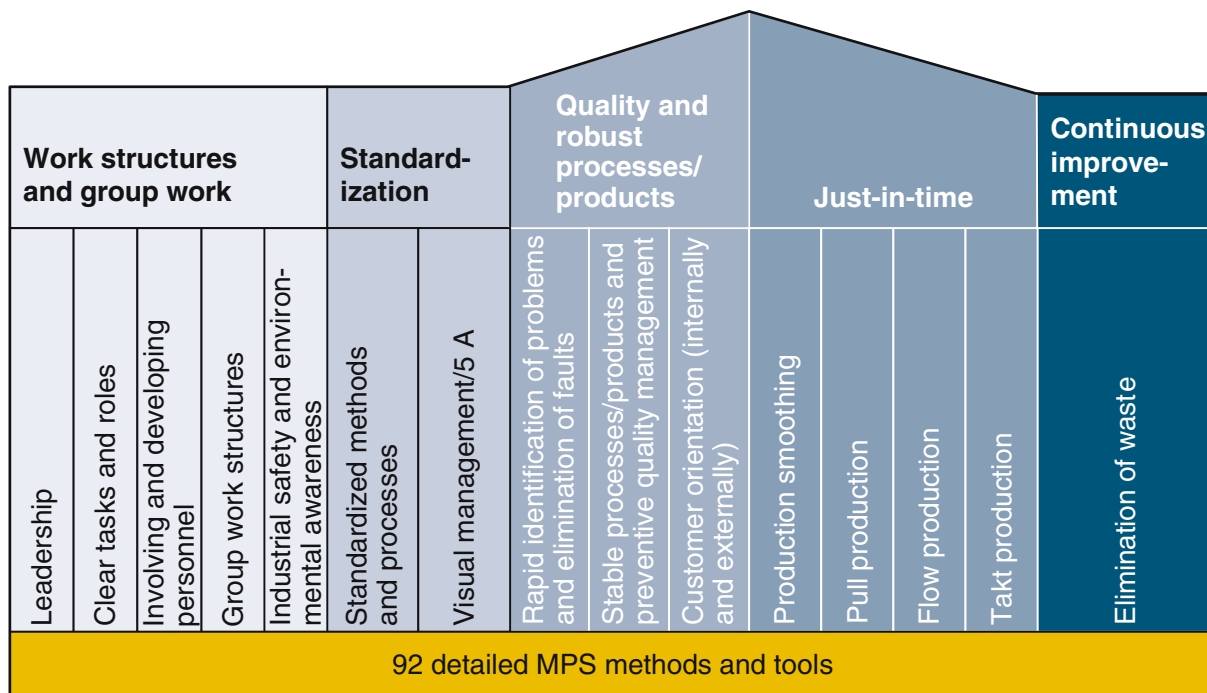 Work structures
and group work
Standard-
ization
Quality and
robust
processes/
products
Just-in-time
Continuous
improve-
ment
Leadership
Clear tasks and roles
Involving and developing
personnel
Group work structures
Industrial safety and environ-
mental awareness
Standardized methods
and processes
Visual management/5 A
Rapid identification of problems
and elimination of faults
Stable processes/products and
preventive quality management
Customer orientation (internally
and externally)
Production smoothing
Pull production
Flow production
Takt production
Elimination of waste
92 detailed MPS methods and tools